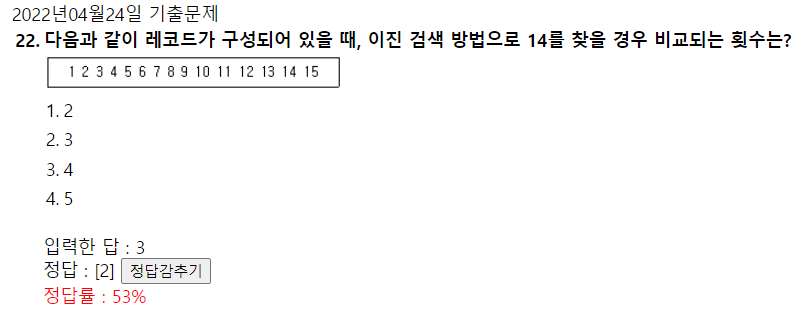 2022년04월24일 기출문제
22. 다음과 같이 레코드가 구성되어 있을 때, 이진 검색 방법으로 14를 찾을 경우 비교되는 횟수는?
1 2 3 4 5 6 7 8 9 10 11 12 13 14 15
1. 2
2. 3
3. 4
4. 5
입력한 답 : 3
정답 : [2] 정답감추기
정답률 : 53%